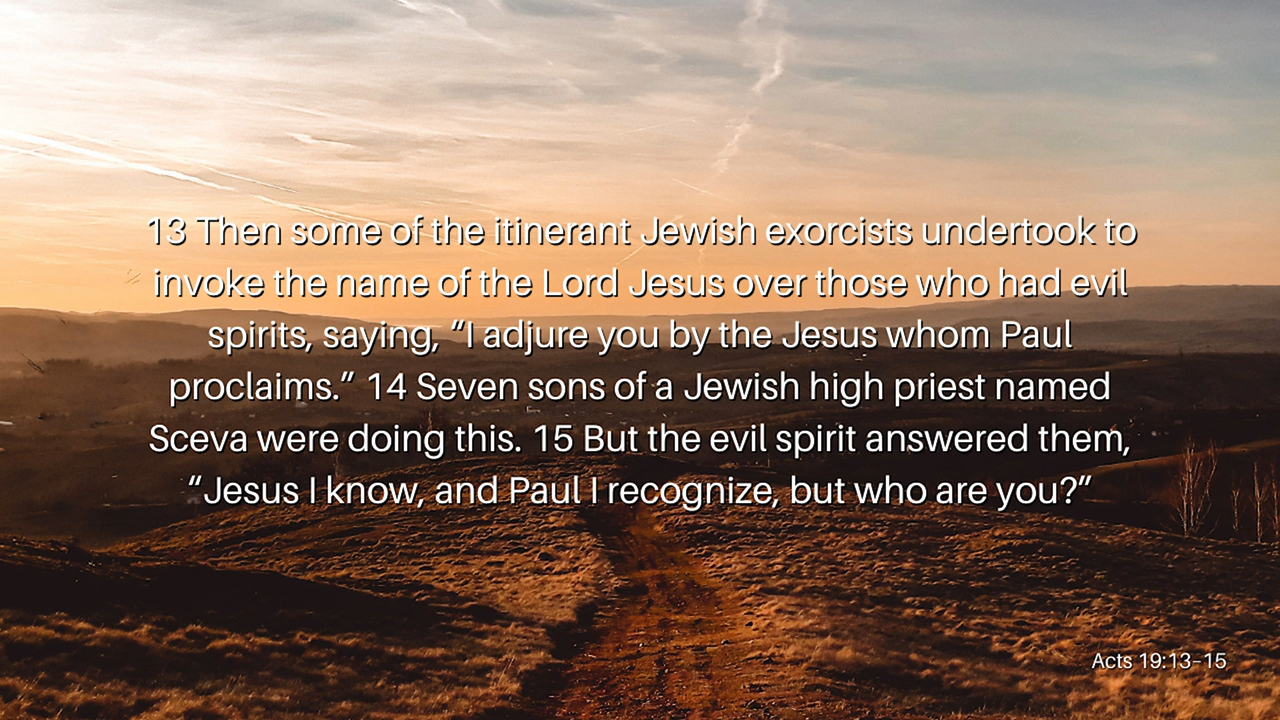 13 Then some of the itinerant Jewish exorcists undertook to
invoke the name of the Lord Jesus over those who had evil
spirits, saying, “I adjure you by the Jesus whom Paul
proclaims.” 14 Seven sons of a Jewish high priest named
Sceva were doing this. 15 But the evil spirit answered them,
“Jesus I know, and Paul I recognize, but who are you?”
Acts 19:13–15